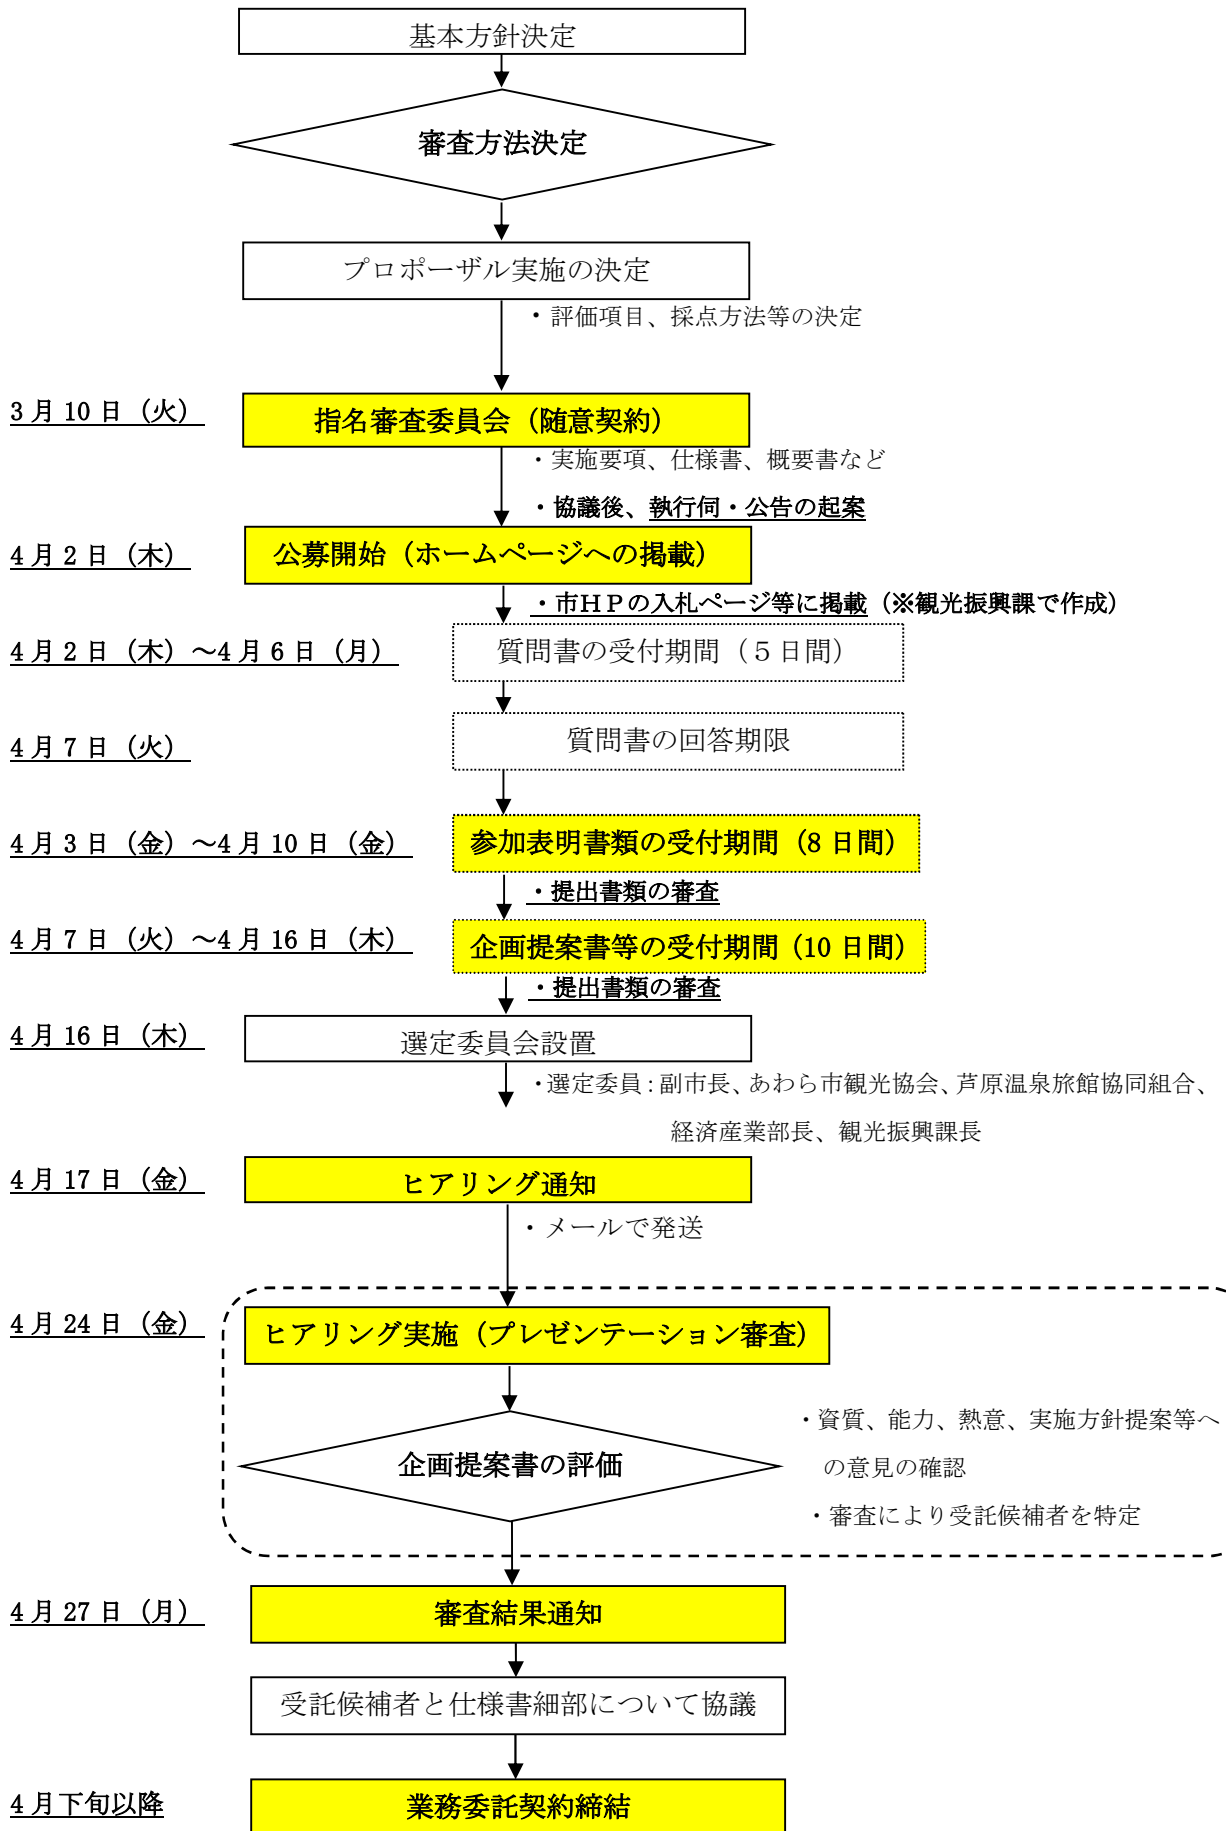 基本方針決定
審査方法決定
プロポーザル実施の決定
・評価項目、採点方法等の決定
3月10日（火）
指名審査委員会（随意契約）
・実施要項、仕様書、概要書など
・協議後、執行伺・公告の起案
4月2日（木）
公募開始（ホームページへの掲載）
・市ＨＰの入札ページ等に掲載（※観光振興課で作成）
4月2日（木）～4月6日（月）
質問書の受付期間（５日間）
4月7日（火）
質問書の回答期限
4月3日（金）～4月10日（金）
参加表明書類の受付期間（8日間）
・提出書類の審査
4月7日（火）～4月16日（木）
企画提案書等の受付期間（10日間）
・提出書類の審査
4月16日（木）
選定委員会設置
・選定委員：副市長、あわら市観光協会、芦原温泉旅館協同組合、
経済産業部長、観光振興課長
4月17日（金）
ヒアリング通知
・メールで発送
4月24日（金）
ヒアリング実施（プレゼンテーション審査）
企画提案書の評価
・資質、能力、熱意、実施方針提案等へ
の意見の確認
・審査により受託候補者を特定
4月27日（月）
審査結果通知
受託候補者と仕様書細部について協議
4月下旬以降
業務委託契約締結